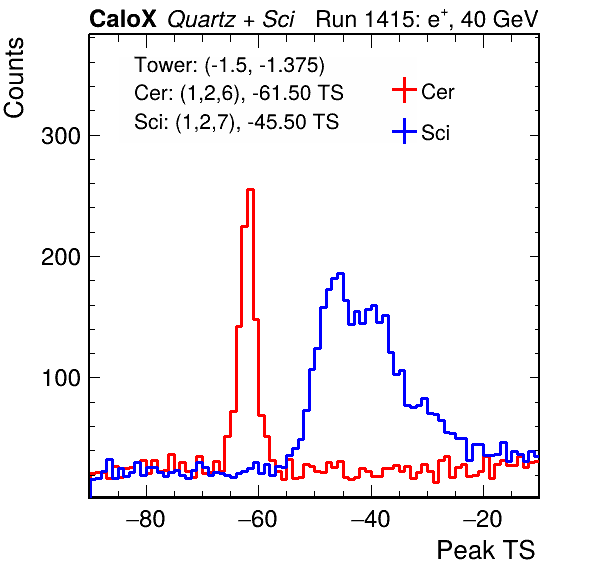 CaloX Quartz + Sci Run 1415: e+, 40 GeV
Counts
Tower: (-1.5, -1.375)
Cer: (1,2,6), -61.50 TS
Sci: (1,2,7), -45.50 TS
Cer
Sci
300
200
100
−80 −60 −40 −20
Peak TS